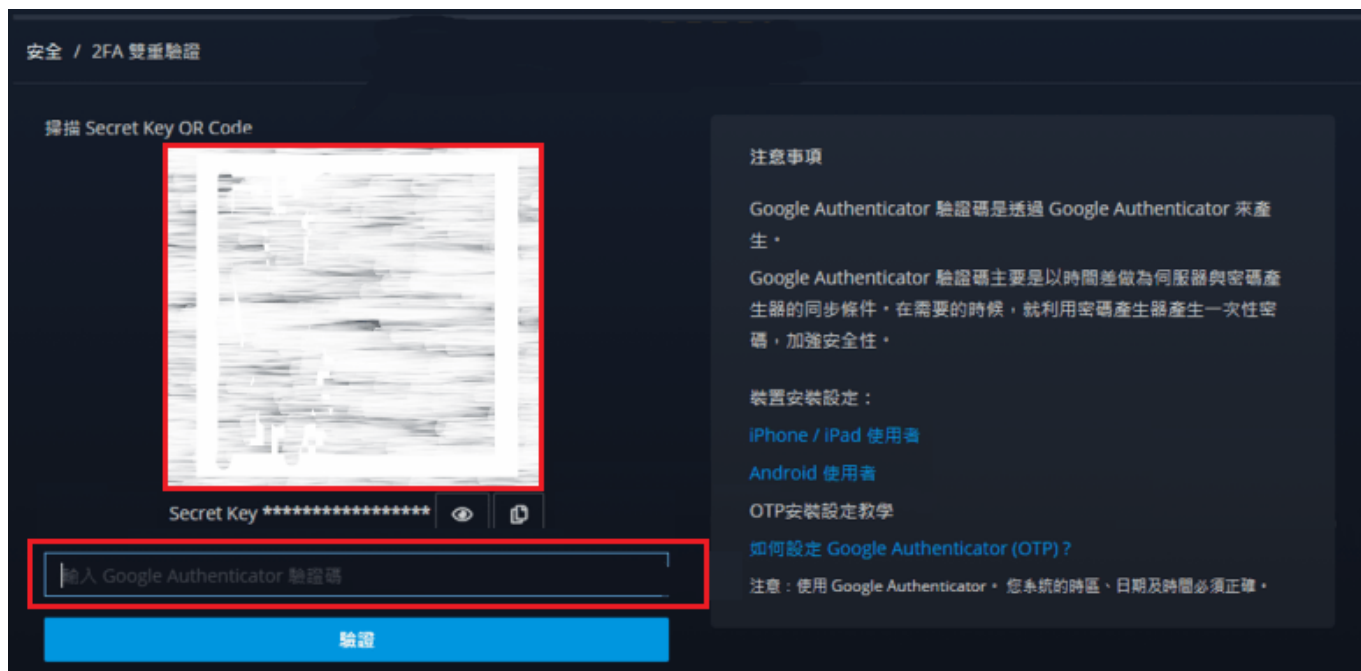 安全 / 2FA 雙重驗證
掃描 Secret Key QR Code
Secret Key *****************
輸入 Google Authenticator 驗證碼
驗證
注意事項
Google Authenticator 驗證碼是透過 Google Authenticator 來產
生。
Google Authenticator 驗證碼主要是以時間差做為伺服器與密碼產
生器的同步條件。在需要的時候，就利用密碼產生器產生一次性密
碼，加強安全性。
裝置安裝設定：
iPhone / iPad 使用者
Android 使用者
OTP安裝設定教學
如何設定 Google Authenticator (OTP)？
注意：使用 Google Authenticator。 您系統的時區、日期及時間必須正確。